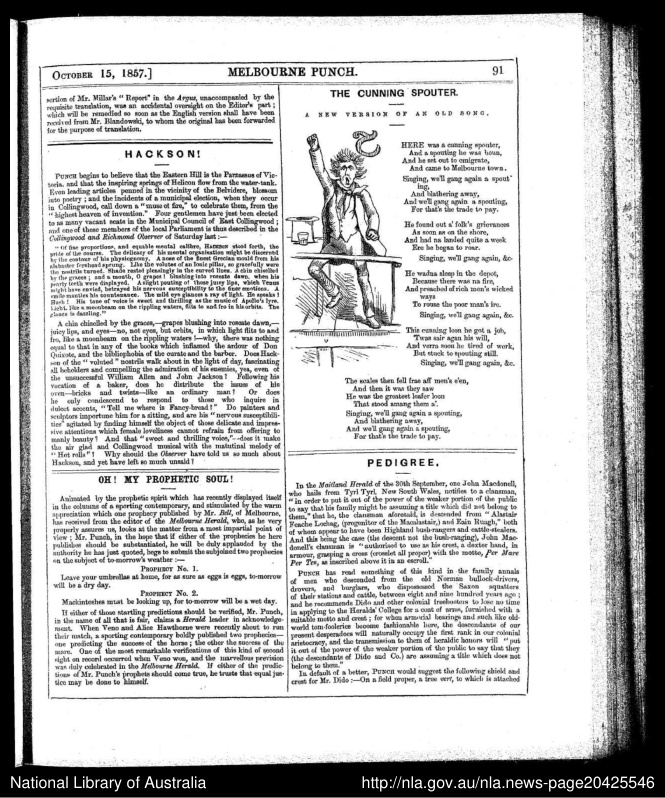 OCTOBER 15, 1857.]
MELBOURNE PUNCH.
91
sertion of Mr. Millar's "Report" in the Argus, unaccompanied by the
requisite translation, was an accidental oversight on the Editor's part;
which will be remedied so soon as the English version shall have been
received from Mr. Blandowski, to whom the original has been forwarded
for the purpose of translation.
HACKSON!
PUNCH begins to believe that the Eastern Hill is the Parnassus of Vic-
toria, and that the inspiring springs of Helicon flow from the water-tank.
Even leading articles penned in the vicinity of the Belvidere, blossom
into poetry; and the incidents of a municipal election, when they occur
in Collingwood, call down a "muse of fire," to celebrate them, from the
"highest heaven of invention." Four gentlemen have just been elected
to as many vacant seats in the Municipal Council of East Collingwood;
and one of these members of the local Parliament is thus described in the
Collingwood and Richmond Observer of Saturday last:—
"Of fine proportions, and equable mental calibre, HACKSON stood forth, the
pride of the course. The delicacy of his mental organisation might be discerned
by the contour of his physiognomy. A nose of the finest Grecian mould from his
alabaster forehead sprung. Like the volutes of an Ionic pillar, so gracefully were
the nostrils turned. Shade rested pleasingly in the curved lines. A chin chiselled
by the graces; and a mouth, O grapes! blushing into roseate dawn, when his
pearly teeth were displayed. A slight pouting of those juicy lips, which Venus
might have envied, betrayed his nervous susceptibility to the finer emotions. A
smile mantles his countenance. The mild eye glances a ray of light. He speaks!
Hush! His tone of voice is sweet and thrilling as the music of Apollo's lyre.
Light, like a moonbeam on the rippling waters, flits to and fro in his orbits. The
glance is dazzling."
A chin chiselled by the graces,—grapes blushing into roseate dawn,—
juicy lips, and eyes—no, not eyes, but orbits, in which light flits to and
fro, like a moonbeam on the rippling waters!—why, there was nothing
equal to that in any of the books which inflamed the ardour of Don
Quixote, and the bibliophobia of the curate and the barber. Does Hack-
son of the "voluted" nostrils walk about in the light of day, fascinating
all beholders and compelling the admiration of his enemies, yea, even of
the unsuccessful William Allen and John Jackson? Following his
vocation of a baker, does he distribute the issues of his
oven—bricks and twists—like an ordinary man? Or does
he only condescend to respond to those who inquire in
dulcet accents, "Tell me where is Fancy-bread?" Do painters and
sculptors importune him for a sitting, and are his "nervous susceptibili-
ties" agitated by finding himself the object of those delicate and impres-
sive attentions which female loveliness cannot refrain from offering to
manly beauty? And that "sweet and thrilling voice,"—does it make
the air glad and Collingwood musical with the matutinal melody of
"Hot rolls"? Why should the Observer have told us so much about
Hackson, and yet have left so much unsaid?
OH! MY PROPHETIC SOUL!
Animated by the prophetic spirit which has recently displayed itself
in the columns of a sporting contemporary, and stimulated by the warm
appreciation which one prophecy published by Mr. Bell, of Melbourne,
has received from the editor of the Melbourne Herald, who, as he very
properly assures us, looks at the matter from a most impartial point of
view; Mr. Punch, in the hope that if either of the prophecies he here
publishes should be substantiated, he will be duly applauded by the
authority he has just quoted, begs to submit the subjoined two prophecies
on the subject of to-morrow's weather:—
PROPHECY No. 1.
Leave your umbrellas at home, for as sure as eggs is eggs, to-morrow
will be a dry day.
PROPHECY No. 2.
Mackintoshes must be looking up, for to-morrow will be a wet day.
If either of these startling predictions should be verified, Mr. Punch,
in the name of all that is fair, claims a Herald leader in acknowledge-
ment. When Veno and Alice Hawthorne were recently about to run
their match, a sporting contemporary boldly published two prophecies—
one predicting the success of the horse; the other the success of the
mare. One of the most remarkable verifications of this kind of second
sight on record occurred when Veno won, and the marvellous prevision
was duly celebrated in the Melbourne Herald. If either of the predic-
tions of Mr. Punch's prophets should come true, he trusts that equal jus-
tice may be done to himself.
THE CUNNING SPOUTER.
A NEW VERSION OF AN OLD SONG.
HERE was a cunning spouter,
And a spouting he was boun,
And he set out to emigrate,
And came to Melbourne town.
Singing, we'll gang again a spout
ing,
And blathering away,
And we'll gang again a spouting,
For that's the trade to pay.
He found a' folk's grievances
As soon as on the shore,
And had na landed quite a week
Ere he began to roar.
Singing, we'll gang again, &c.
He wadna sleep in the depot,
Because there was na fire,
And preached of rich men's wicked
ways
To rouse the poor man's ire.
Singing, we'll gang again, &c.
This cunning loon he got a job,
'Twas sair again his will,
And verra soon he tired of work,
But stuck to spouting still.
Singing, we'll gang again, &c.
The scales then fell frae aff men's e'en,
And then it they saw
He was the greatest loafer loon
That stood amang them a'.
Singing, we'll gang again a spouting,
And blathering away,
And we'll gang again a spouting,
For that's the trade to pay.
PEDIGREE.
In the Maitland Herald of the 30th September, one John Macdonell,
who hails from Tyrl Tyrl, New South Wales, notifies to a clansman,
"in order to put it out of the power of the weaker portion of the public
to say that his family might be assuming a title which did not belong to
them," that he, the clansman aforesaid, is descended from "Alastair
Feache Lochag, (progenitor of the Macalastair,) and Rain Rungh," both
of whom appear to have been Highland bush-rangers and cattle-stealers.
And this being the case (the descent not the bush-ranging), John Mac-
donell's clansman is "authorised to use as his crest, a dexter hand, in
armour, grasping a cross (crosslet all proper) with the motto, Per Mare
Per Ten, as inscribed above it in an escroll."
PUNCH has read something of this kind in the family annals
of men who descended from the old Norman bullock-drivers,
drovers, and burglars, who dispossessed the Saxon squatters
of their stations and cattle, between eight and nine hundred years ago;
and he recommends Dido and other colonial freebooters to lose no time
in applying to the Heralds' College for a coat of arms, furnished with a
suitable motto and crest; for when armorial bearings and such like old-
world tom-fooleries become fashionable here, the descendants of our
present desperadoes will naturally occupy the first rank in our colonial
aristocracy, and the transmission to them of heraldic honors will "put
it out of the power of the weaker portion of the public to say that they
(the descendants of Dido and Co.) are assuming a title which does not
belong to them."
In default of a better, PUNCH would suggest the following shield and
crest for Mr. Dido:—On a field proper, a tree vert, to which is attached
National Library of Australia
http://nla.gov.au/nla.news-page20425546